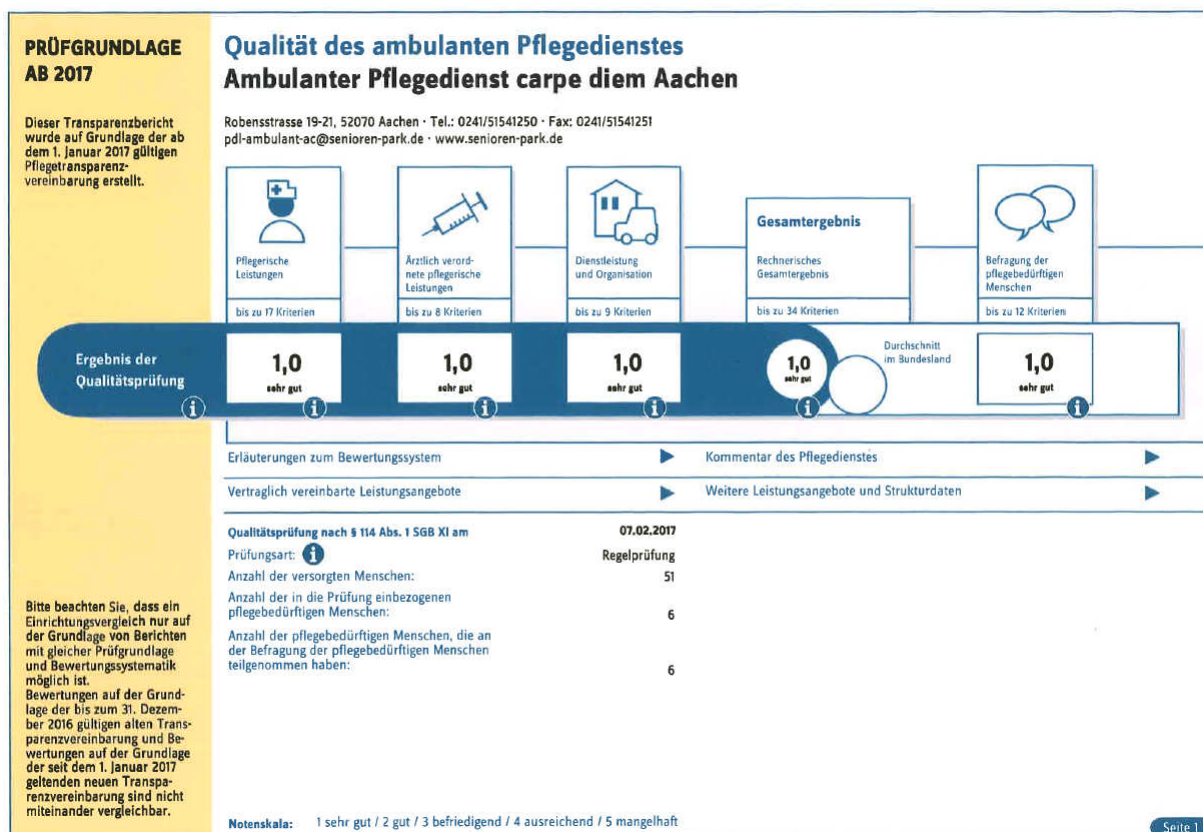 PRÜFGRUNDLAGE
AB 2017
Dieser Transparenzbericht
wurde auf Grundlage der ab
dem 1. Januar 2017 gültigen
Pflegetransparenz-
vereinbarung erstellt.
Qualität des ambulanten Pflegedienstes
Ambulanter Pflegedienst carpe diem Aachen
Robensstrasse 19-21, 52070 Aachen · Tel.: 0241/51541250 · Fax: 0241/51541251
pdl-ambulant-ac@senioren-park.de · www.senioren-park.de
Pflegerische
Leistungen
bis zu 17 Kriterien
Ärztlich verord-
nete pflegerische
Leistungen
bis zu 8 Kriterien
Dienstleistung
und Organisation
bis zu 9 Kriterien
Gesamtergebnis
Rechnerisches
Gesamtergebnis
bis zu 34 Kriterien
Befragung der
pflegebedürftigen
Menschen
bis zu 12 Kriterien
Ergebnis der
Qualitätsprüfung
1,0
sehr gut
1,0
sehr gut
1,0
sehr gut
1,0
sehr gut
Durchschnitt
im Bundesland
1,0
sehr gut
Erläuterungen zum Bewertungssystem
Kommentar des Pflegedienstes
Vertraglich vereinbarte Leistungsangebote
Weitere Leistungsangebote und Strukturdaten
Qualitätsprüfung nach § 114 Abs. 1 SGB XI am 07.02.2017
Prüfungsart: i Regelprüfung
Anzahl der versorgten Menschen: 51
Anzahl der in die Prüfung einbezogenen
pflegebedürftigen Menschen: 6
Anzahl der pflegebedürftigen Menschen, die an
der Befragung der pflegebedürftigen Menschen
teilgenommen haben: 6
Bitte beachten Sie, dass ein
Einrichtungsvergleich nur auf
der Grundlage von Berichten
mit gleicher Prüfgrundlage
und Bewertungssystematik
möglich ist.
Bewertungen auf der Grund-
lage der bis zum 31. Dezem-
ber 2016 gültigen alten Trans-
parenzvereinbarung und Be-
wertungen auf der Grundlage
der seit dem 1. Januar 2017
geltenden neuen Transpa-
renzvereinbarung sind nicht
miteinander vergleichbar.
Notenskala: 1 sehr gut / 2 gut / 3 befriedigend / 4 ausreichend / 5 mangelhaft
Seite 1